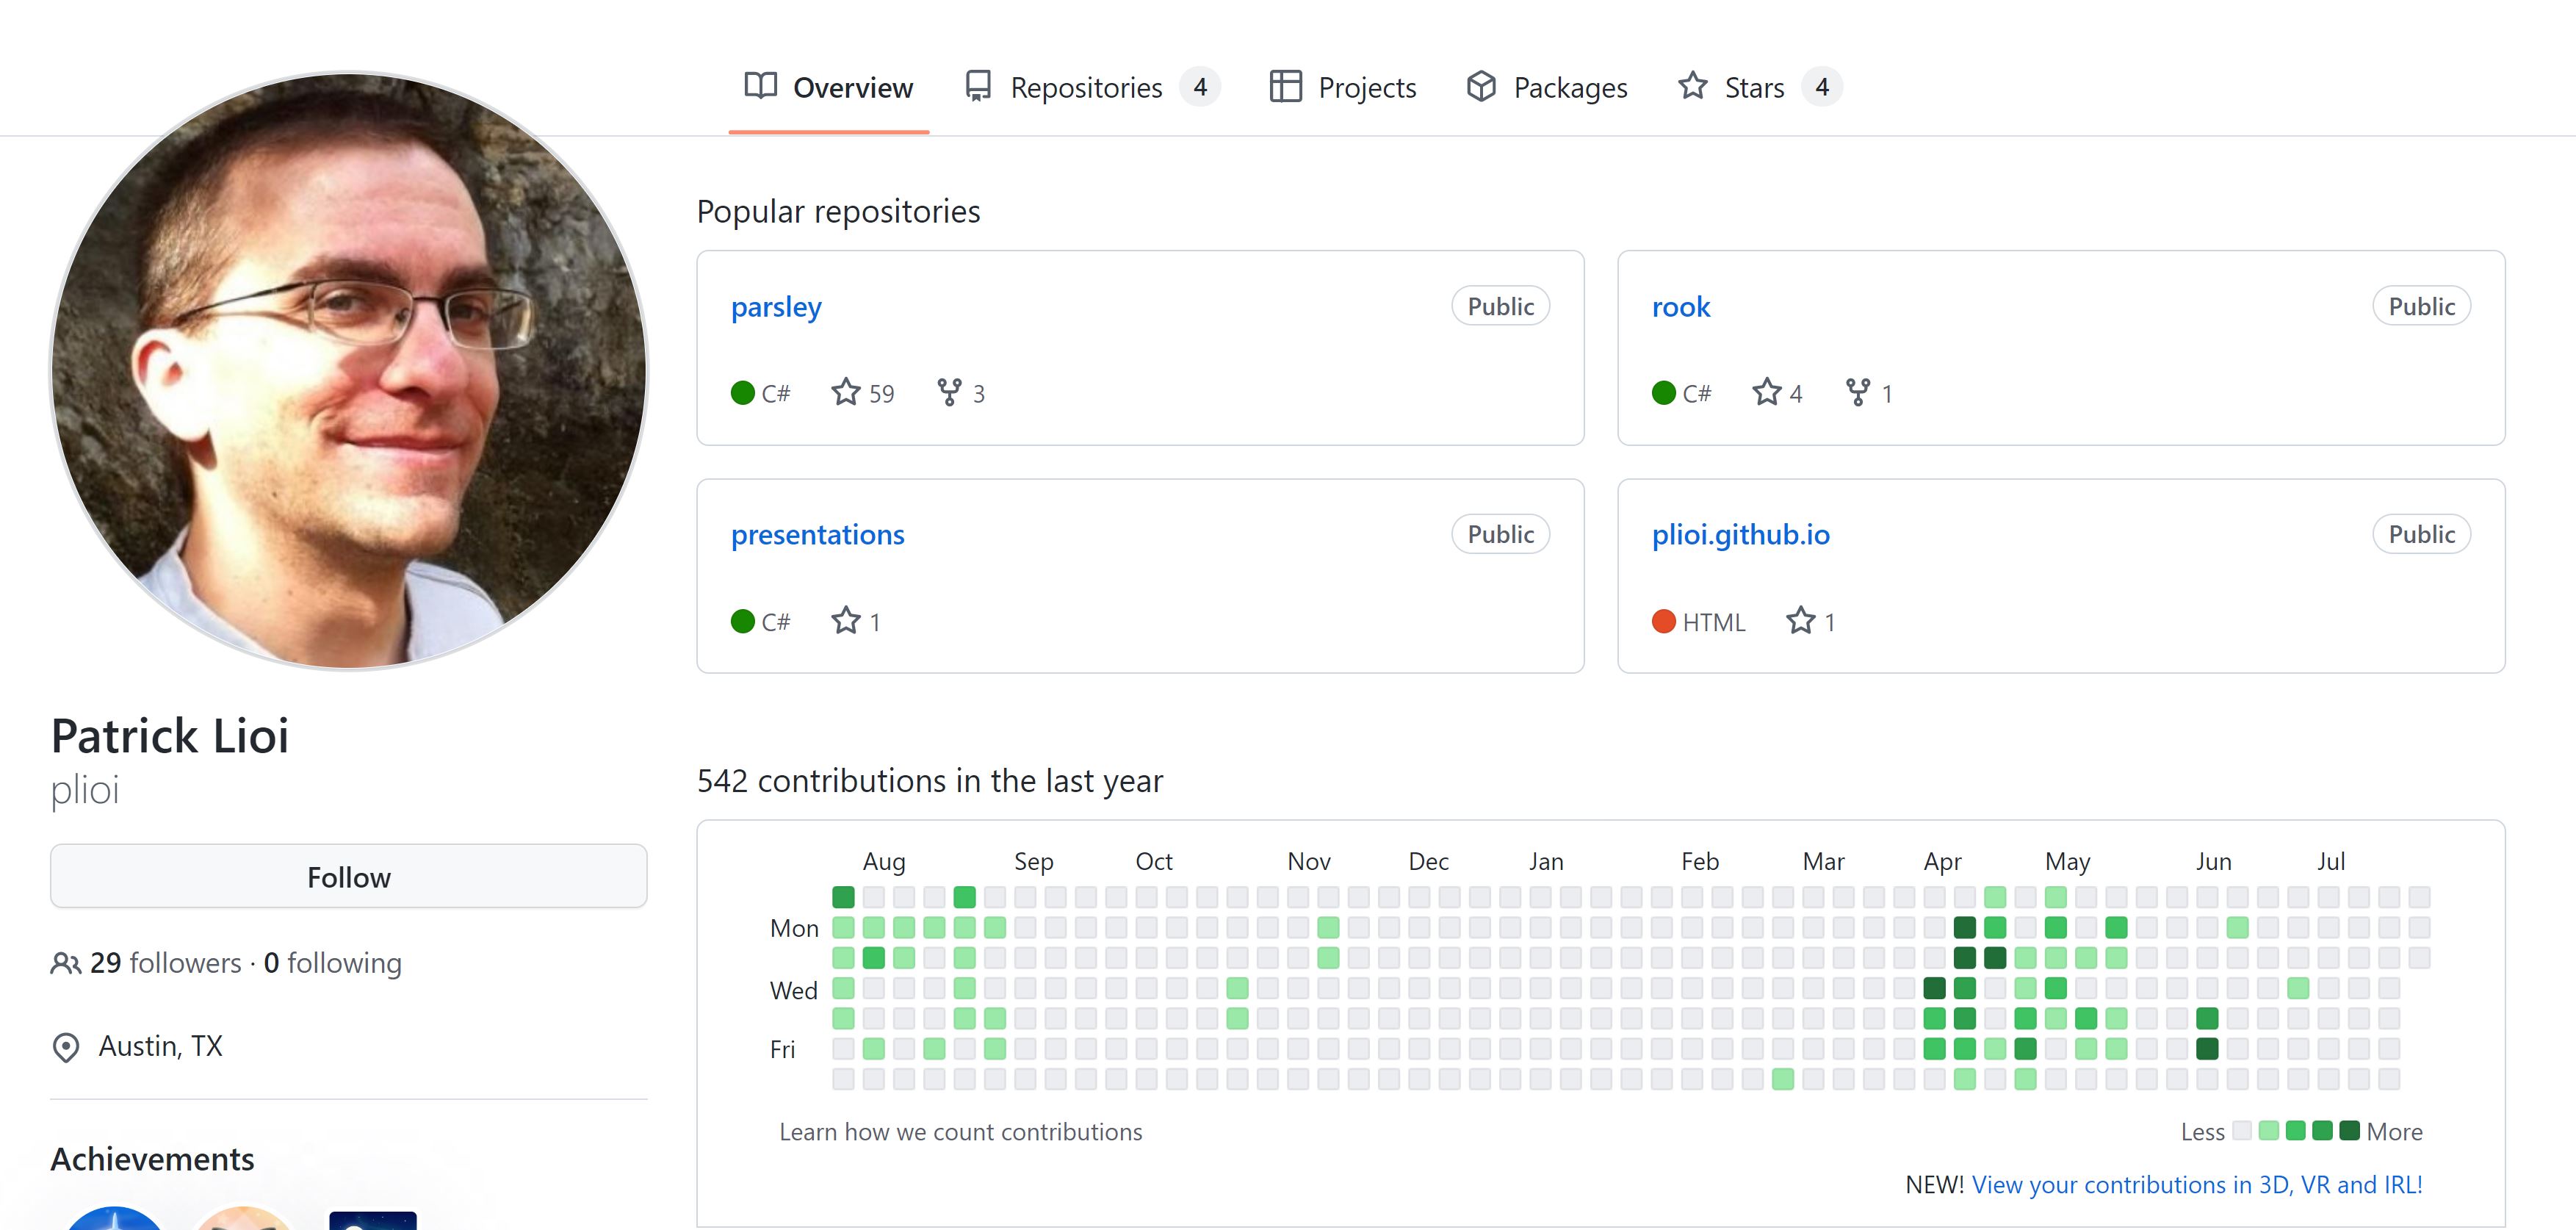 Overview Repositories 4 Projects Packages Stars 4
Popular repositories
parsley Public
C# 59 3
rook Public
C# 4 1
presentations Public
C# 1
plioi.github.io Public
HTML 1
Patrick Lioi
plioi
Follow
29 followers · 0 following
Austin, TX
Achievements
542 contributions in the last year
Aug Sep Oct Nov Dec Jan Feb Mar Apr May Jun Jul
Mon
Wed
Fri
Learn how we count contributions
Less More
NEW! View your contributions in 3D, VR and IRL!